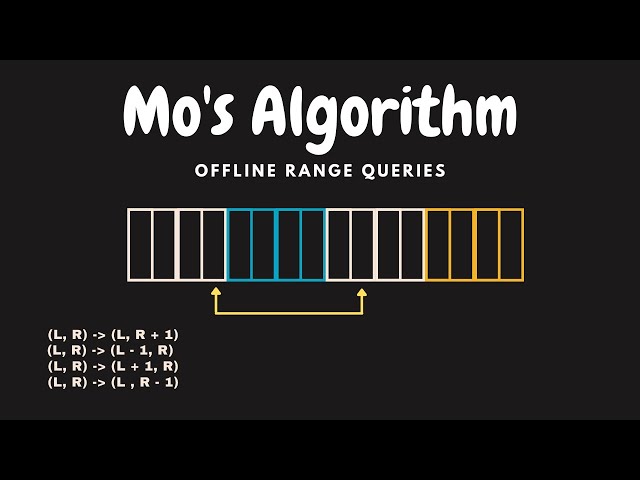 Mo's Algorithm
OFFLINE RANGE QUERIES
(L, R) -> (L, R + 1)
(L, R) -> (L - 1, R)
(L, R) -> (L + 1, R)
(L, R) -> (L , R - 1)